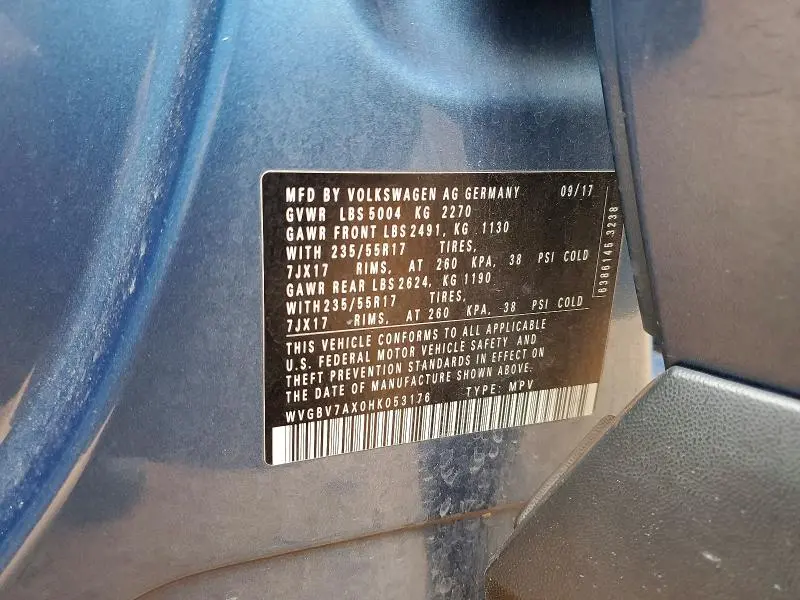 MFD BY VOLKSWAGEN AG GERMANY 09/17
GVWR LBS 5004 KG 2270
GAWR FRONT LBS 2491, KG 1130
WITH 235/55R17 TIRES,
7JX17 RIMS, AT 260 KPA, 38 PSI COLD
GAWR REAR LBS 2624, KG 1190
WITH 235/55R17 TIRES,
7JX17 RIMS, AT 260 KPA, 38 PSI COLD
THIS VEHICLE CONFORMS TO ALL APPLICABLE
U.S. FEDERAL MOTOR VEHICLE SAFETY AND
THEFT PREVENTION STANDARDS IN EFFECT ON
THE DATE OF MANUFACTURE SHOWN ABOVE.
WVGBV7AX0HK053176 TYPE: MPV
6386145 3238